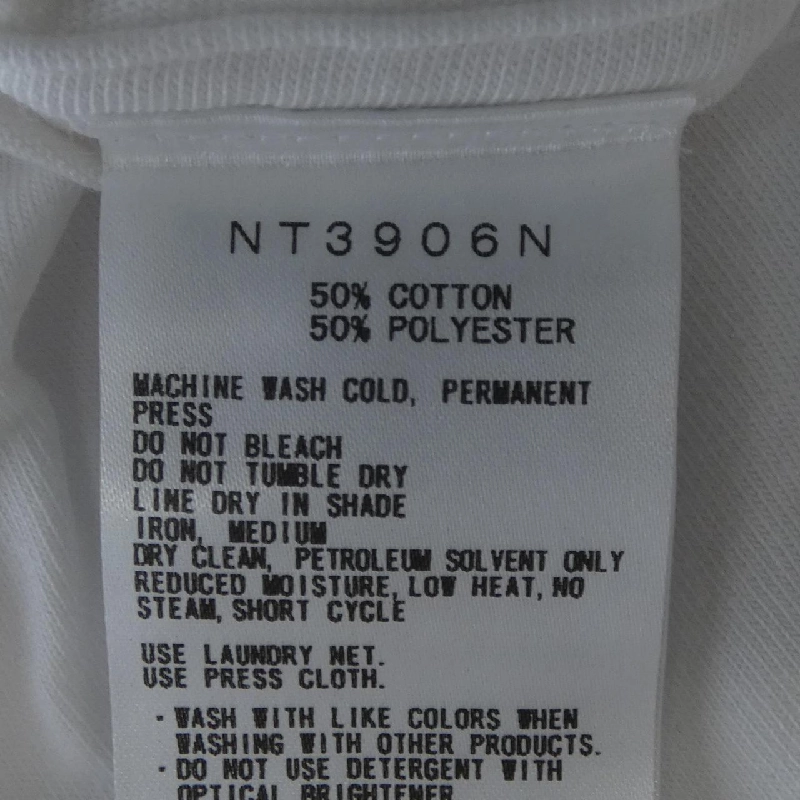 NT3906N
50% COTTON
50% POLYESTER
MACHINE WASH COLD, PERMANENT
PRESS
DO NOT BLEACH
DO NOT TUMBLE DRY
LINE DRY IN SHADE
IRON, MEDIUM
DRY CLEAN, PETROLEUM SOLVENT ONLY
REDUCED MOISTURE, LOW HEAT, NO
STEAM, SHORT CYCLE
USE LAUNDRY NET.
USE PRESS CLOTH.
・WASH WITH LIKE COLORS WHEN
WASHING WITH OTHER PRODUCTS.
・DO NOT USE DETERGENT WITH
OPTICAL BRIGHTENER